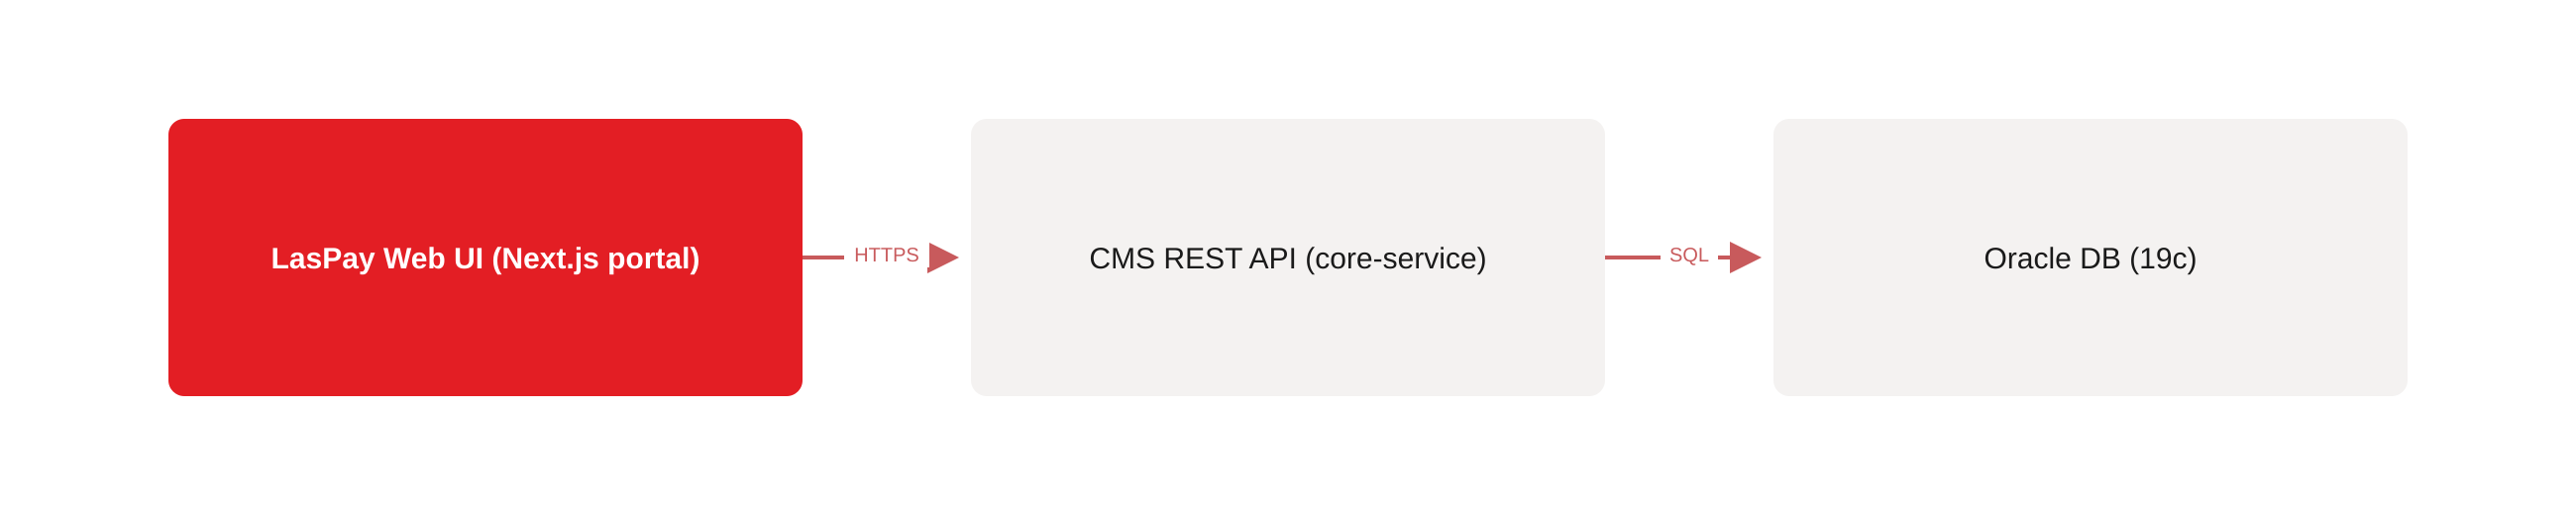 LasPay Web UI (Next.js portal)
HTTPS
CMS REST API (core-service)
SQL
Oracle DB (19c)